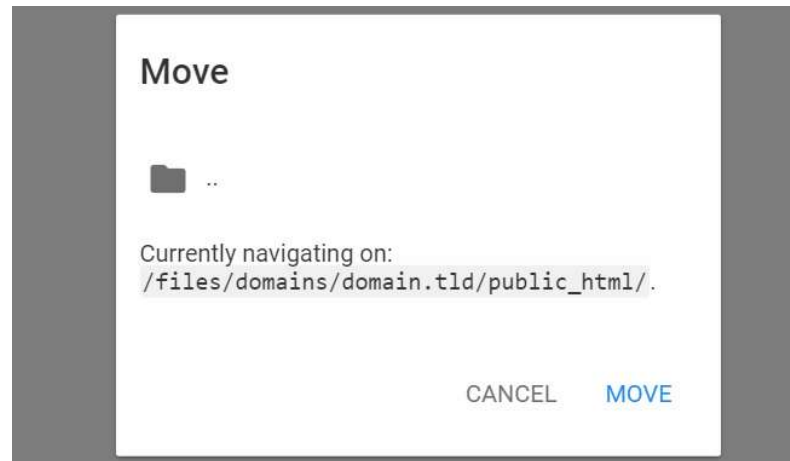 Move
..
Currently navigating on:
/files/domains/domain.tld/public_html/.
CANCEL MOVE